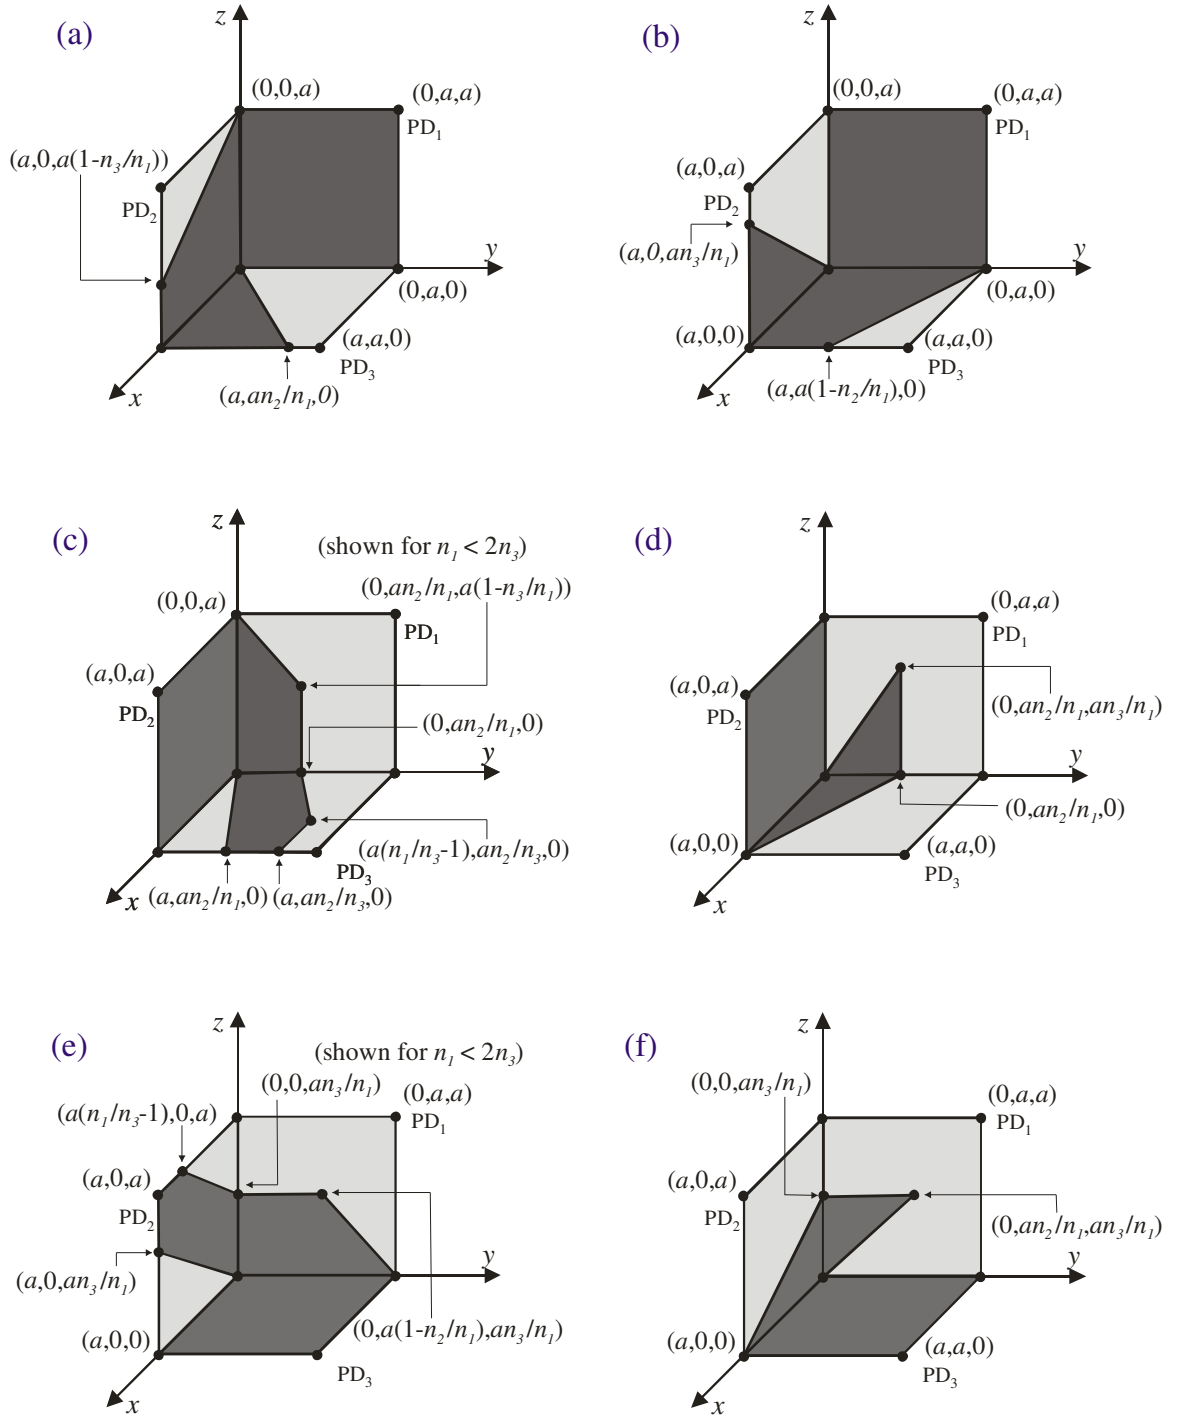 (a)
z
(0,0,a)
(0,a,a)
PD₁
(a,0,a(1-n₃/n₁))
PD₂
y
(0,a,0)
(a,a,0)
PD₃
x
(a,an₂/n₁,0)
(b)
z
(0,0,a)
(0,a,a)
PD₁
(a,0,a)
PD₂
(a,0,an₃/n₁)
y
(0,a,0)
(a,0,0)
(a,a,0)
PD₃
x
(a,a(1-n₂/n₁),0)
(c)
z
(shown for n₁ < 2n₃)
(0,an₂/n₁,a(1-n₃/n₁))
(0,0,a)
PD₁
(a,0,a)
PD₂
(0,an₂/n₁,0)
y
(a(n₁/n₃-1),an₂/n₃,0)
PD₃
x
(a,an₂/n₁,0)
(a,an₂/n₃,0)
(d)
z
(0,a,a)
PD₁
(a,0,a)
PD₂
(0,an₂/n₁,an₃/n₁)
y
(0,an₂/n₁,0)
(a,0,0)
(a,a,0)
PD₃
x
(e)
z
(shown for n₁ < 2n₃)
(0,0,an₃/n₁)
(0,a,a)
PD₁
(a(n₁/n₃-1),0,a)
(a,0,a)
PD₂
y
(a,0,an₃/n₁)
(0,a(1-n₂/n₁),an₃/n₁)
(a,0,0)
PD₃
x
(f)
z
(0,0,an₃/n₁)
(0,a,a)
PD₁
(a,0,a)
PD₂
(0,an₂/n₁,an₃/n₁)
y
(a,0,0)
(a,a,0)
PD₃
x